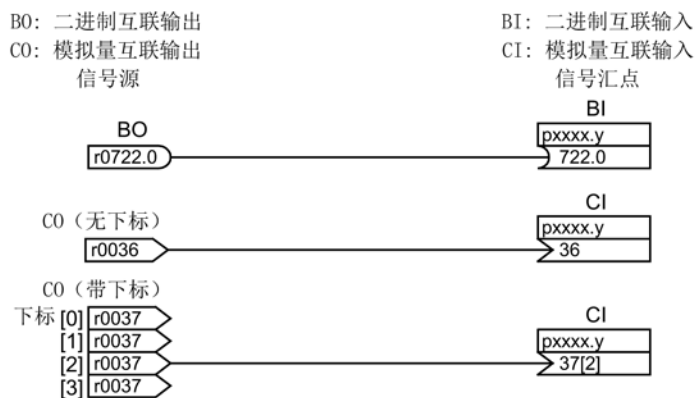 BO: 二进制互联输出
BI: 二进制互联输入
CO: 模拟量互联输出
CI: 模拟量互联输入
信号源
信号汇点
BI
BO
pxxxx.y
r0722.0
722.0
CI
CO（无下标）
pxxxx.y
r0036
36
CO（带下标）
下标 [0] r0037
CI
[1] r0037
pxxxx.y
[2] r0037
37[2]
[3] r0037